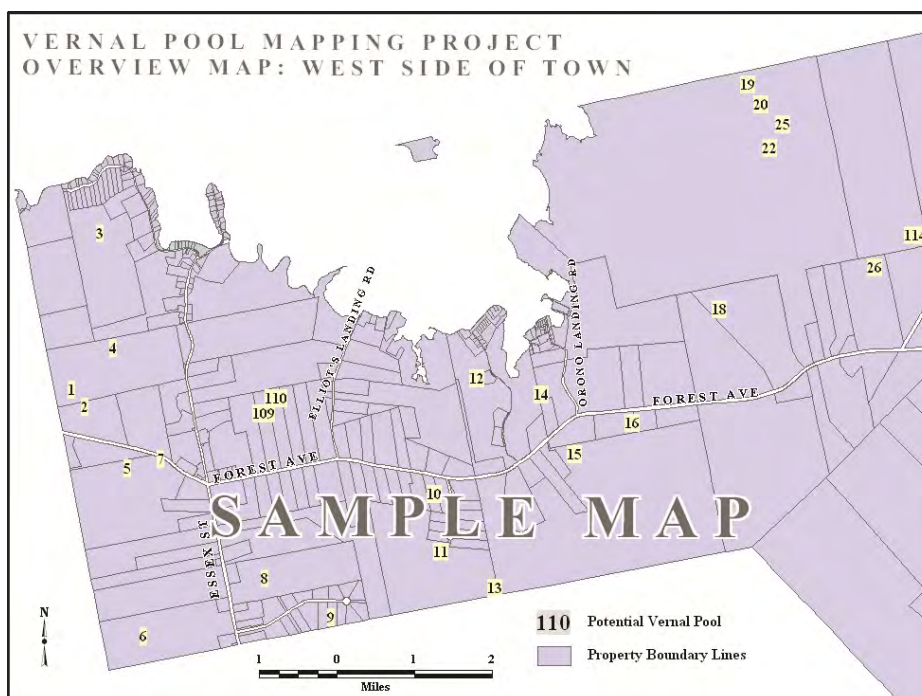 VERNAL POOL MAPPING PROJECT
OVERVIEW MAP: WEST SIDE OF TOWN
19
20
25
22
3
114
26
ELLIOT'S LANDING RD
ORONO LANDING RD
18
4
1
2
12
110
109
14
FOREST AVE
16
7
5
FOREST AVE
15
10
SAMPLE MAP
ESSEX ST
11
8
13
9
6
N
110 Potential Vernal Pool
Property Boundary Lines
1 0 1 2
Miles